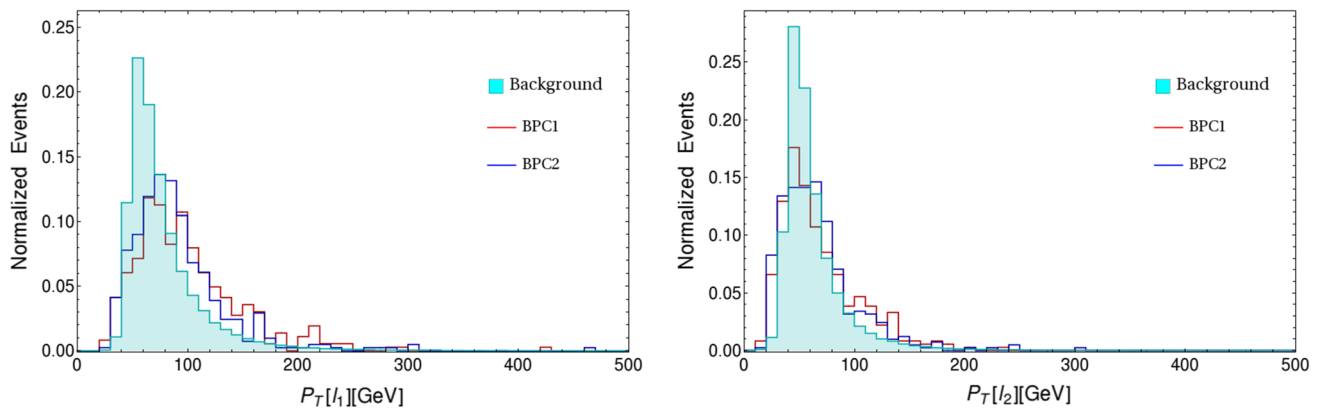 0.25
0.20
0.15
0.10
0.05
0.00
Normalized Events
0 100 200 300 400 500
P_T[l_1][GeV]
Background
BPC1
BPC2
0.25
0.20
0.15
0.10
0.05
0.00
Normalized Events
0 100 200 300 400 500
P_T[l_2][GeV]
Background
BPC1
BPC2